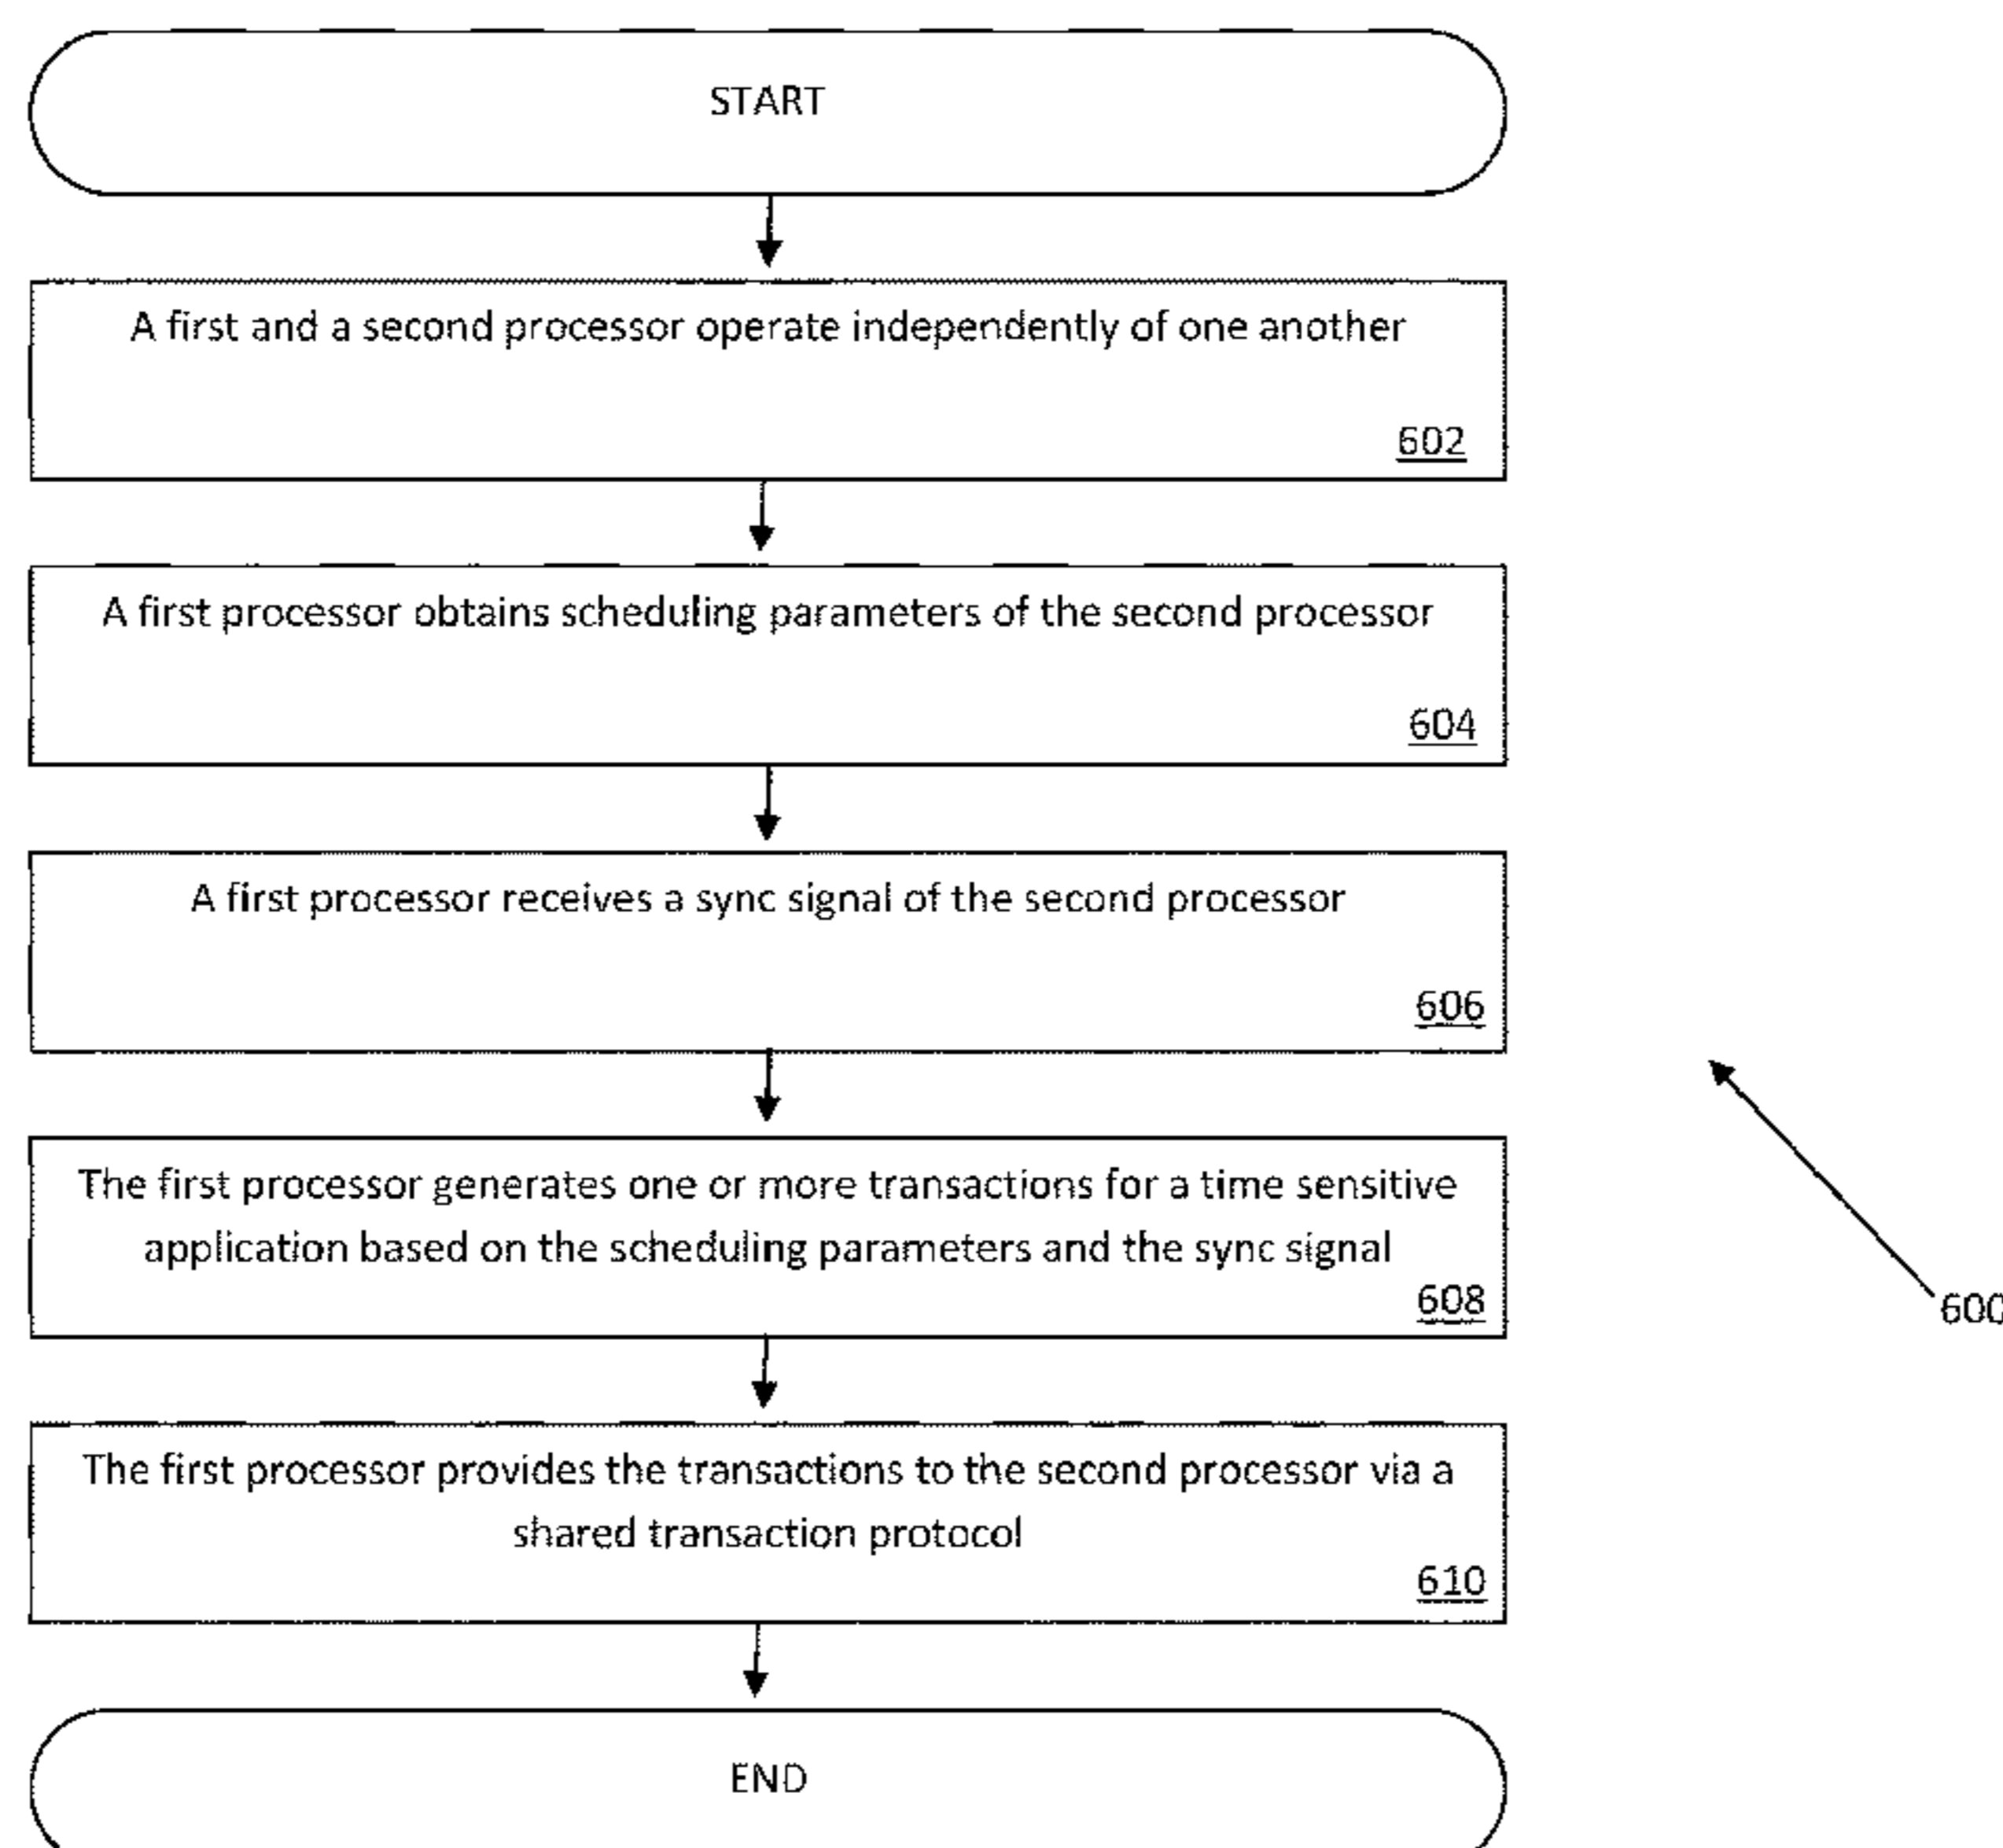 START
A first and a second processor operate independently of one another
602
A first processor obtains scheduling parameters of the second processor
604
A first processor receives a sync signal of the second processor
606
The first processor generates one or more transactions for a time sensitive
application based on the scheduling parameters and the sync signal
608
600
The first processor provides the transactions to the second processor via a
shared transaction protocol
610
END